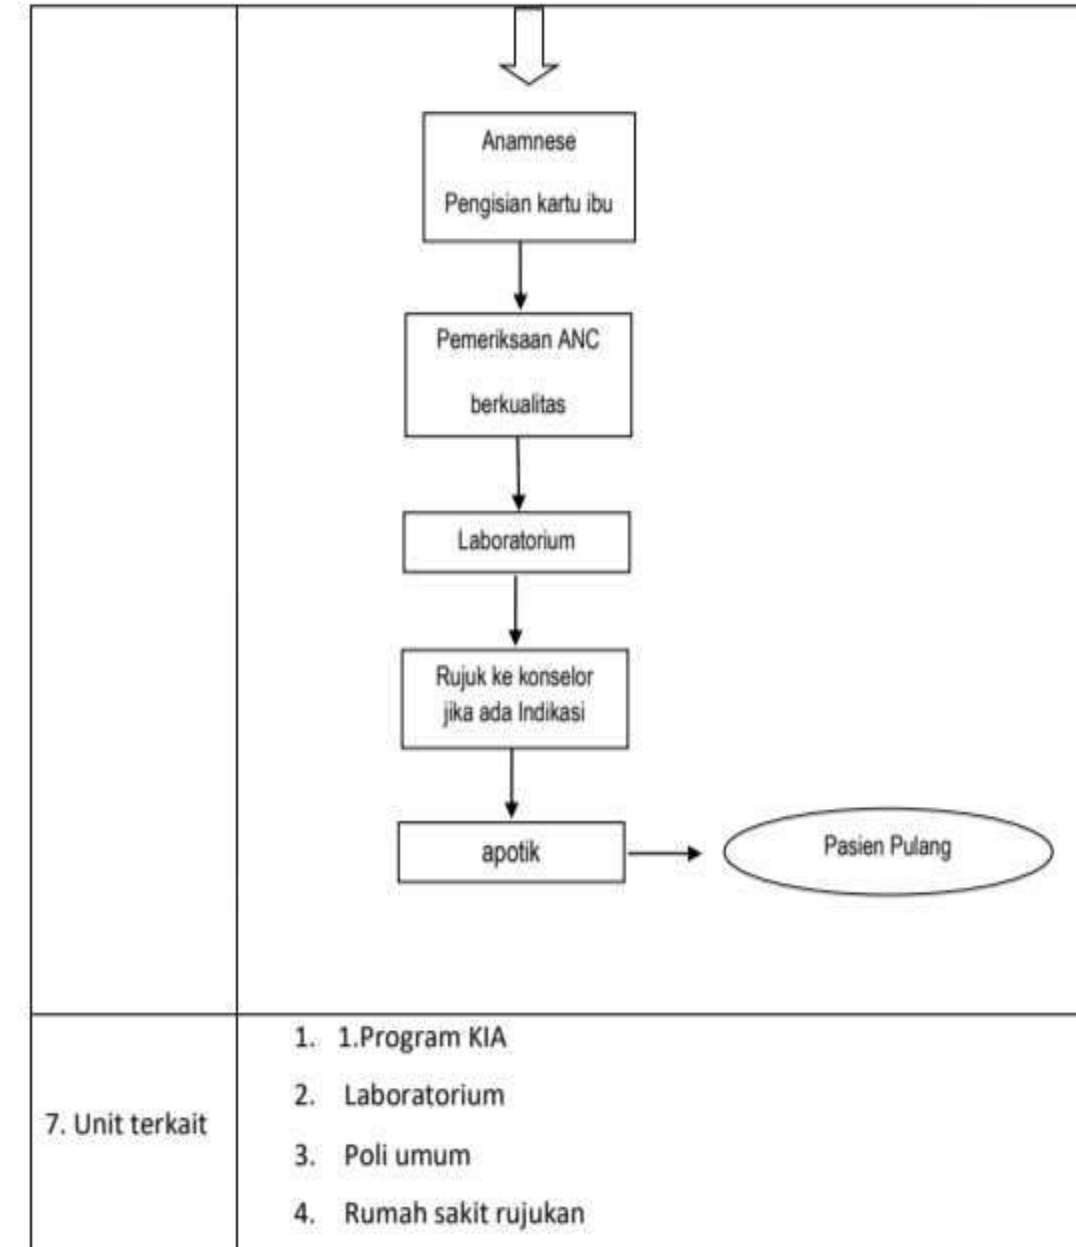 Anamnese
Pengisian kartu ibu
Pemeriksaan ANC
berkualitas
Laboratorium
Rujuk ke konselor
jika ada Indikasi
apotik
Pasien Pulang
7. Unit terkait
1. 1.Program KIA
2. Laboratorium
3. Poli umum
4. Rumah sakit rujukan